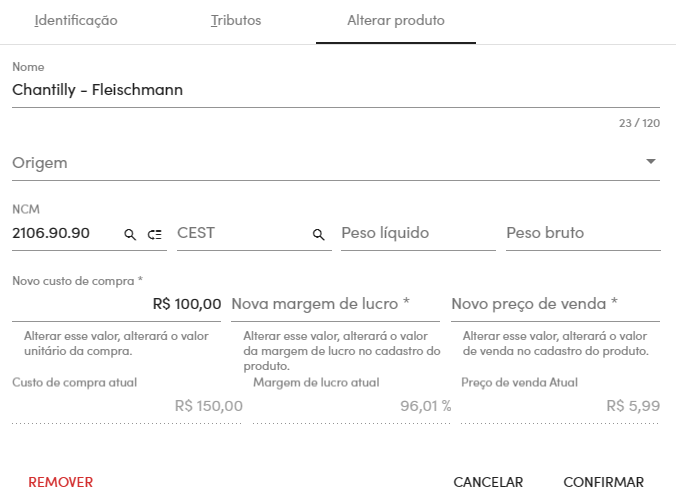 Identificação
Tributos
Alterar produto
Nome
Chantilly - Fleischmann
23 / 120
Origem
NCM
2106.90.90
CEST
Peso líquido
Peso bruto
Novo custo de compra *
R$ 100,00
Nova margem de lucro *
Novo preço de venda *
Alterar esse valor, alterará o valor
unitário da compra.
Alterar esse valor, alterará o valor
da margem de lucro no cadastro do
produto.
Alterar esse valor, alterará o valor
de venda no cadastro do produto.
Custo de compra atual
Margem de lucro atual
Preço de venda Atual
R$ 150,00
96,01 %
R$ 5,99
REMOVER
CANCELAR
CONFIRMAR